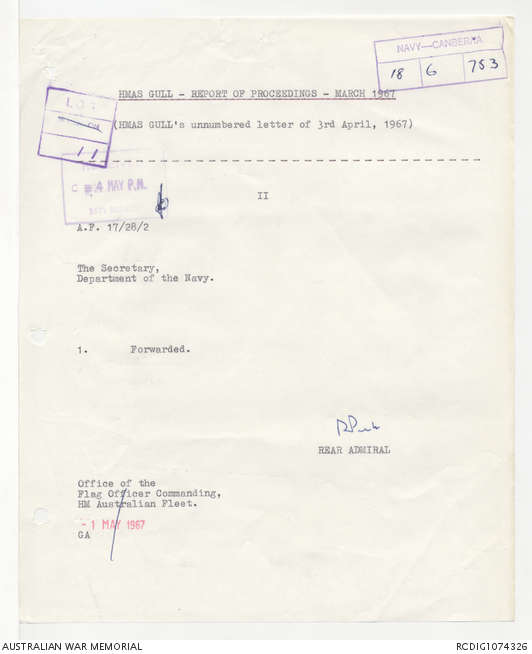 NAVY—CANBERRA
18 6 753
HMAS GULL - REPORT OF PROCEEDINGS - MARCH 1967
(HMAS GULL's unnumbered letter of 3rd April, 1967)
11
4 MAY P.M.
II
A.F. 17/28/2
The Secretary,
Department of the Navy.
1. Forwarded.
REAR ADMIRAL
Office of the
Flag Officer Commanding,
HM Australian Fleet.
-1 MAY 1967
GA
AUSTRALIAN WAR MEMORIAL
RCDIG1074326